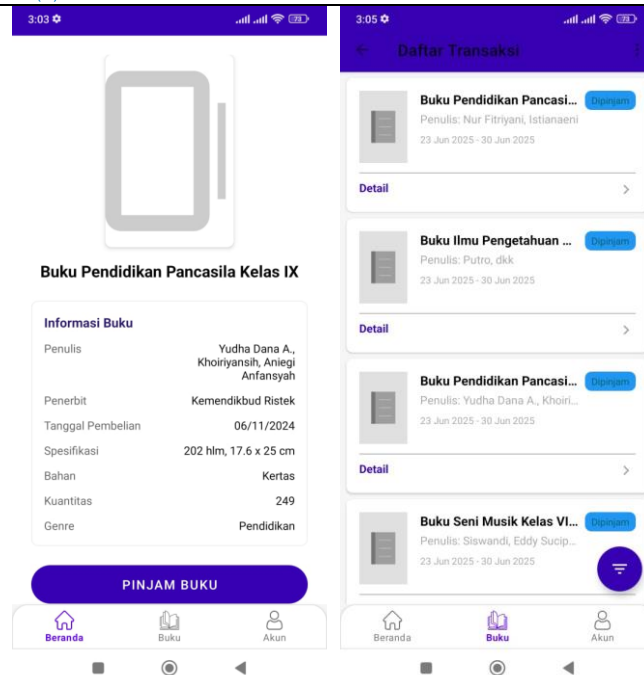 3:03
73
Buku Pendidikan Pancasila Kelas IX
Informasi Buku
Penulis Yudha Dana A.,
Khoiriyansih, Aniegi
Anfansyah
Penerbit Kemendikbud Ristek
Tanggal Pembelian 06/11/2024
Spesifikasi 202 hlm, 17.6 x 25 cm
Bahan Kertas
Kuantitas 249
Genre Pendidikan
PINJAM BUKU
Beranda Buku Akun
3:05
Daftar Transaksi
Buku Pendidikan Pancasi... Dipinjam
Penulis: Nur Fitriyani, Istianaeni
23 Jun 2025 - 30 Jun 2025
Detail
Buku Ilmu Pengetahuan ... Dipinjam
Penulis: Putro, dkk
23 Jun 2025 - 30 Jun 2025
Detail
Buku Pendidikan Pancasi... Dipinjam
Penulis: Yudha Dana A., Khoiri...
23 Jun 2025 - 30 Jun 2025
Detail
Buku Seni Musik Kelas VI... Dipinjam
Penulis: Siswandi, Eddy Sucip...
23 Jun 2025 - 30 Jun 2025
Beranda Buku Akun